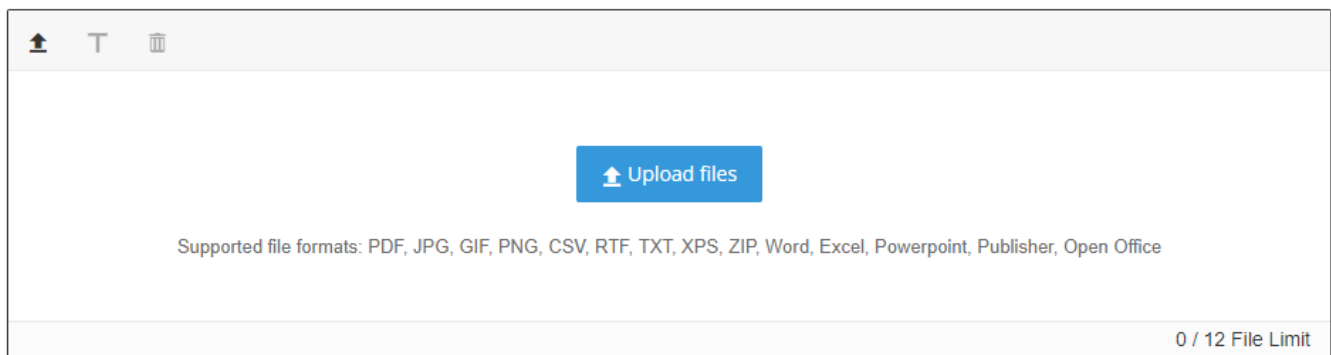 Upload files
Supported file formats: PDF, JPG, GIF, PNG, CSV, RTF, TXT, XPS, ZIP, Word, Excel, Powerpoint, Publisher, Open Office
0 / 12 File Limit